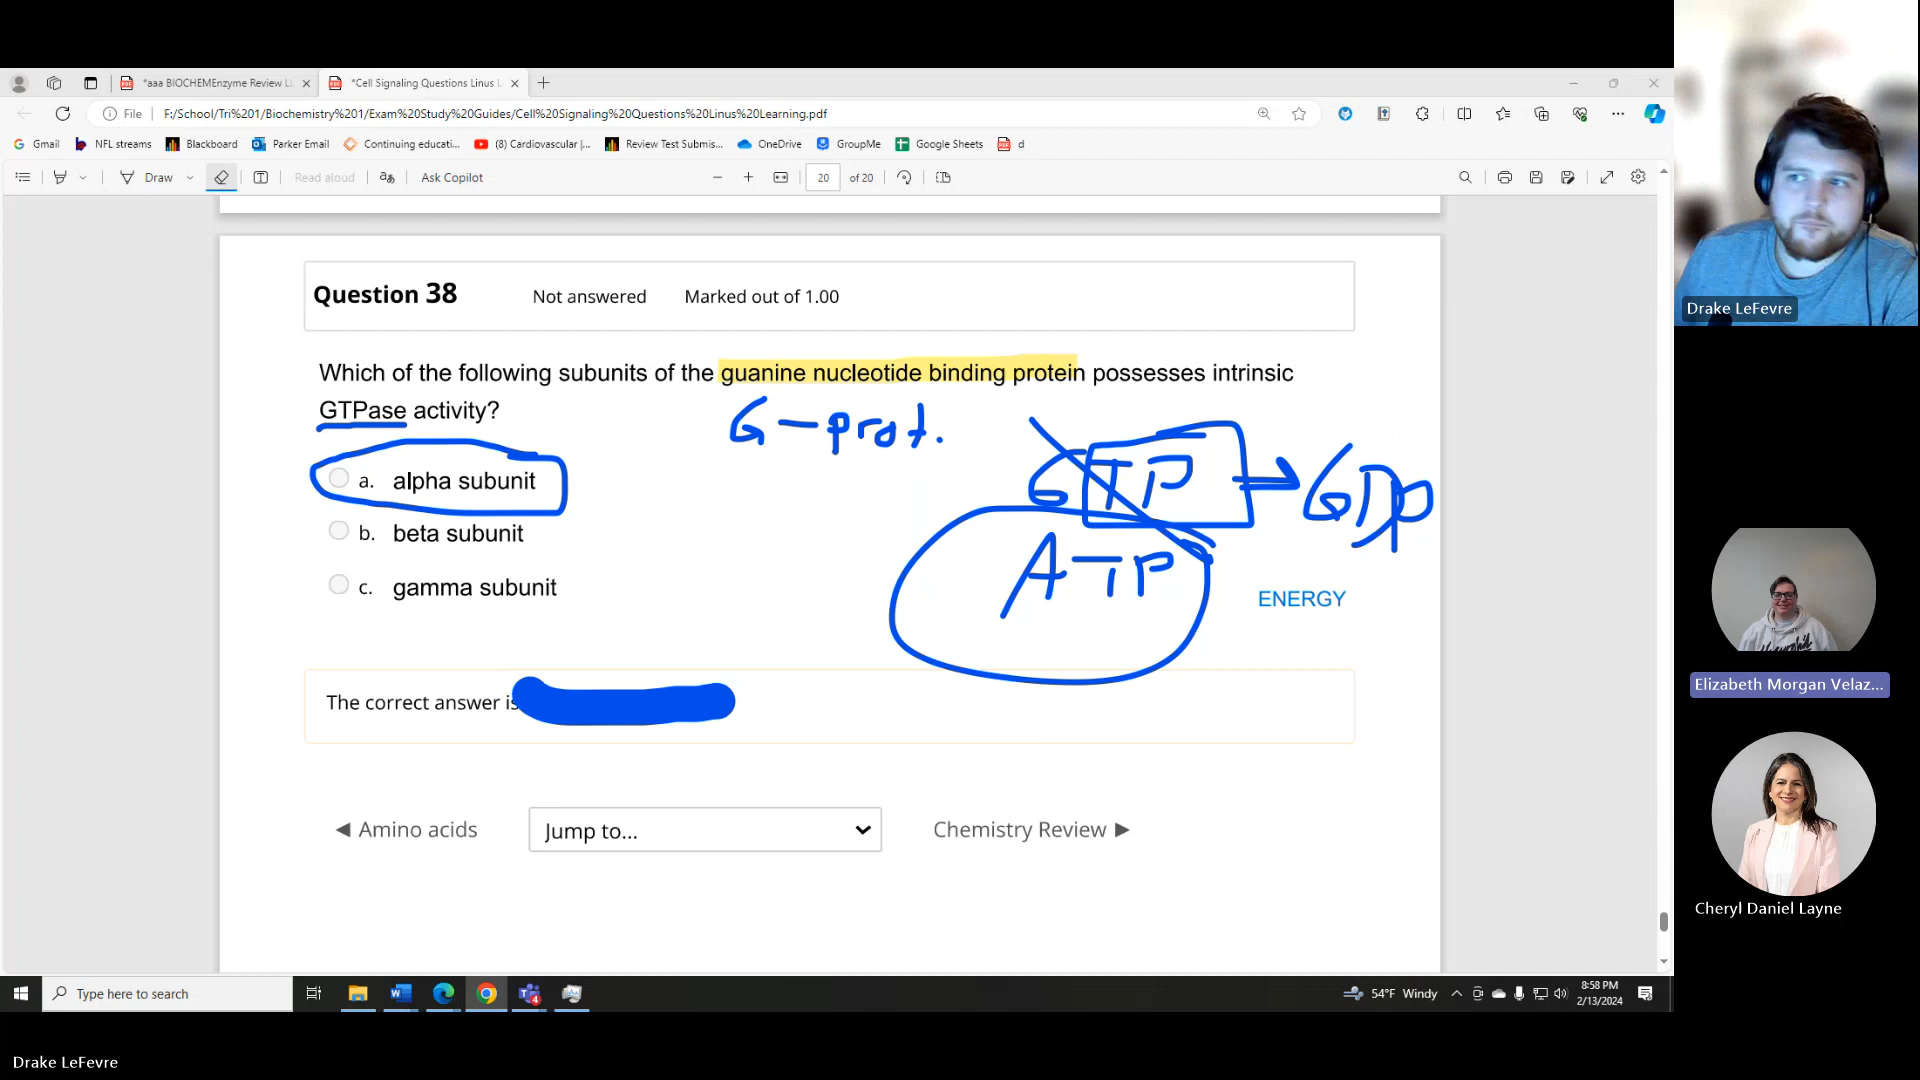 *aaa BIOCHEMEnzyme Review L
*Cell Signaling Questions Linus L
File
F:/School/Tri%201/Biochemistry%201/Exam%20Study%20Guides/Cell%20Signaling%20Questions%20Linus%20Learning.pdf
Gmail
NFL streams
Blackboard
Parker Email
Continuing educati...
(8) Cardiovascular |...
Review Test Submis...
OneDrive
GroupMe
Google Sheets
d
Draw
Read aloud
aあ
Ask Copilot
20
of 20
Question 38
Not answered
Marked out of 1.00
Which of the following subunits of the guanine nucleotide binding protein possesses intrinsic
GTPase activity?
G-prot.
GTP → GDP
a. alpha subunit
b. beta subunit
ATP
c. gamma subunit
ENERGY
The correct answer is
◀ Amino acids
Jump to...
Chemistry Review ▶
Type here to search
4
54°F Windy
8:58 PM
2/13/2024
Drake LeFevre
Elizabeth Morgan Velaz...
Cheryl Daniel Layne
Drake LeFevre